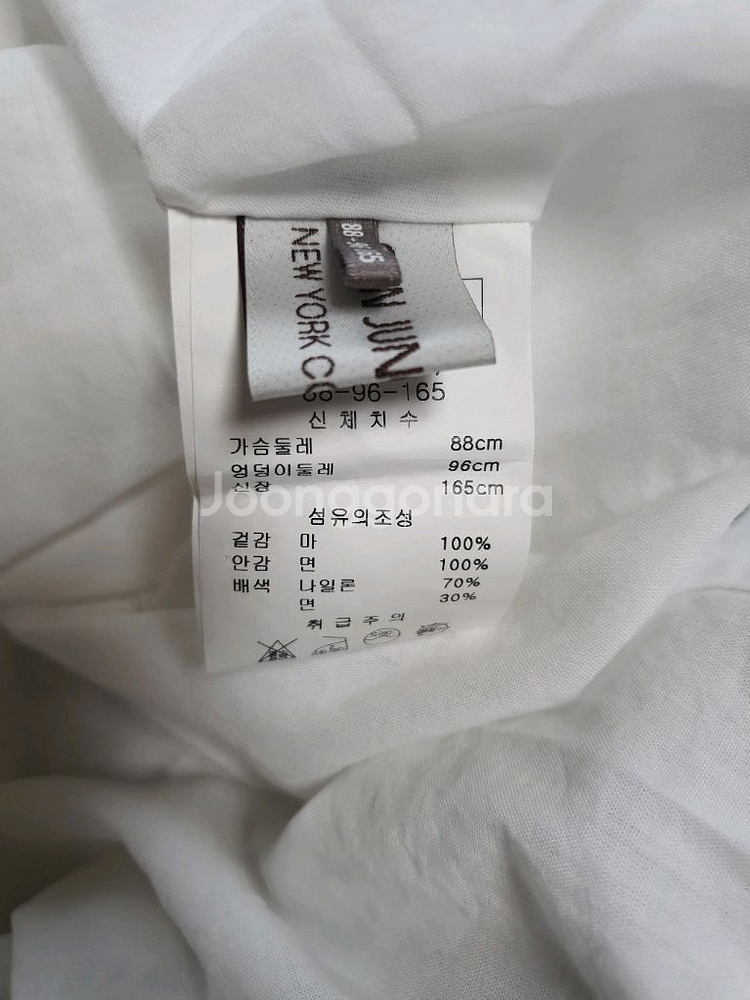 NEW YORK
JUN
-96-165
신체치수
가슴둘레 88cm
엉덩이둘레 96cm
신장 165cm
Joonggonara
섬유의조성
겉감 마 100%
안감 면 100%
배색 나일론 70%
면 30%
취급주의